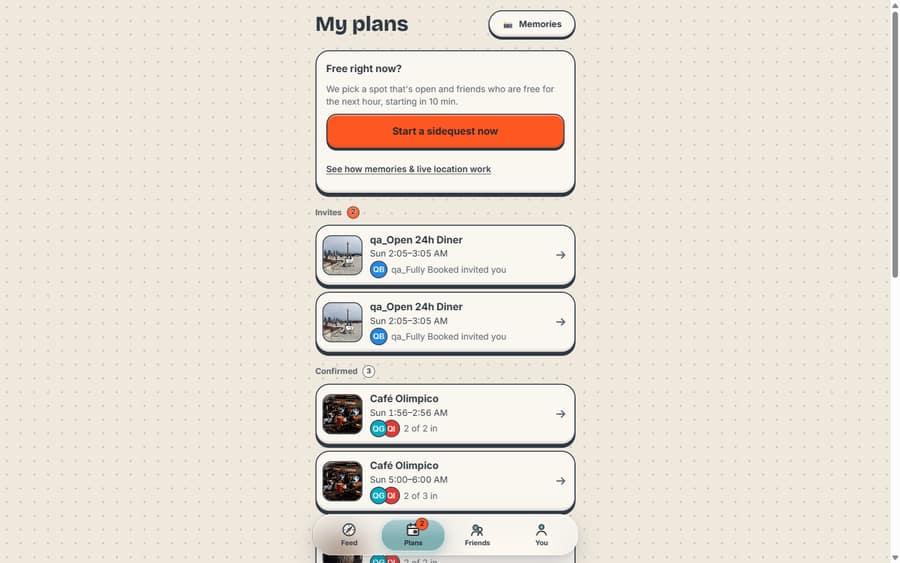 My plans
Memories
Free right now?
We pick a spot that's open and friends who are free for
the next hour, starting in 10 min.
Start a sidequest now
See how memories & live location work
Invites 2
qa_Open 24h Diner
Sun 2:05–3:05 AM
QB qa_Fully Booked invited you
qa_Open 24h Diner
Sun 2:05–3:05 AM
QB qa_Fully Booked invited you
Confirmed 3
Café Olimpico
Sun 1:56–2:56 AM
QG QI 2 of 2 in
Café Olimpico
Sun 5:00–6:00 AM
QG QI 2 of 3 in
2
Feed Plans Friends You